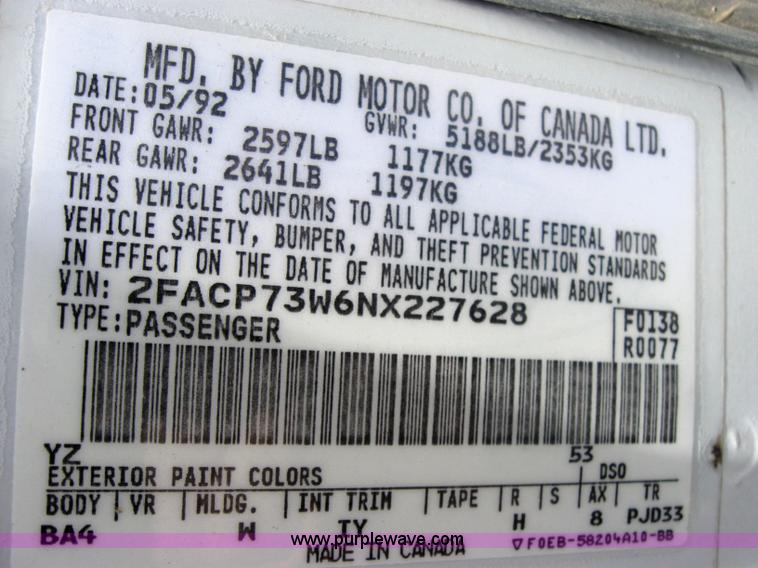 MFD. BY FORD MOTOR CO. OF CANADA LTD.
DATE: 05/92 GVWR: 5188LB/2353KG
FRONT GAWR: 2597LB 1177KG
REAR GAWR: 2641LB 1197KG
THIS VEHICLE CONFORMS TO ALL APPLICABLE FEDERAL MOTOR
VEHICLE SAFETY, BUMPER, AND THEFT PREVENTION STANDARDS
IN EFFECT ON THE DATE OF MANUFACTURE SHOWN ABOVE.
VIN: 2FACP73W6NX227628
TYPE: PASSENGER
F0138
R0077
YZ 53
EXTERIOR PAINT COLORS DSO
BODY VR MLDG. INT TRIM TAPE R S AX TR
BA4 W TY H 8 PJD33
www.purplewave.com
MADE IN CANADA
▽F0EB-58204A10-BB